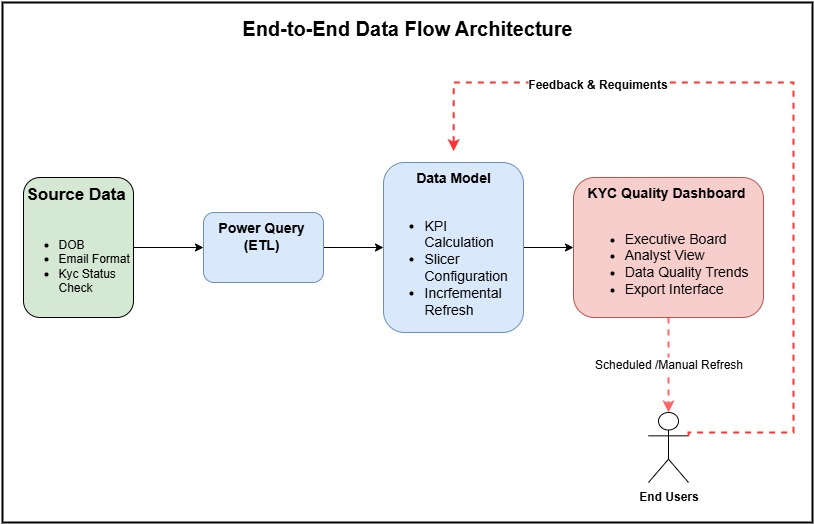 End-to-End Data Flow Architecture
Feedback & Requiments
Source Data
DOB
Email Format
Kyc Status
Check
Power Query
(ETL)
Data Model
KPI
Calculation
Slicer
Configuration
Incrfemental
Refresh
KYC Quality Dashboard
Executive Board
Analyst View
Data Quality Trends
Export Interface
Scheduled /Manual Refresh
End Users